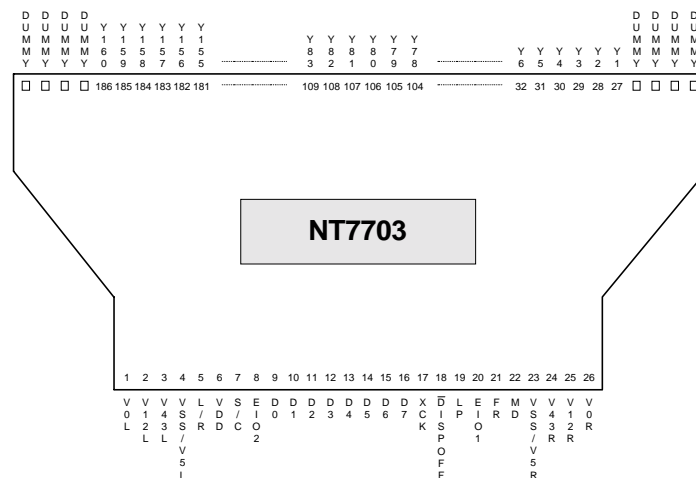 DUMMY DUMMY DUMMY DUMMY Y160 Y159 Y158 Y157 Y156 Y155 Y83 Y82 Y81 Y80 Y79 Y78 Y6 Y5 Y4 Y3 Y2 Y1 DUMMY DUMMY DUMMY DUMMY
186 185 184 183 182 181 109 108 107 106 105 104 32 31 30 29 28 27
NT7703
1 2 3 4 5 6 7 8 9 10 11 12 13 14 15 16 17 18 19 20 21 22 23 24 25 26
V0L V12L V43L VSS/V5L L/R VDD S/C EIO2 D0 D1 D2 D3 D4 D5 D6 D7 XCK DISPOFF LP EIO1 FR MD VSS/V5R V43R V12R V0R